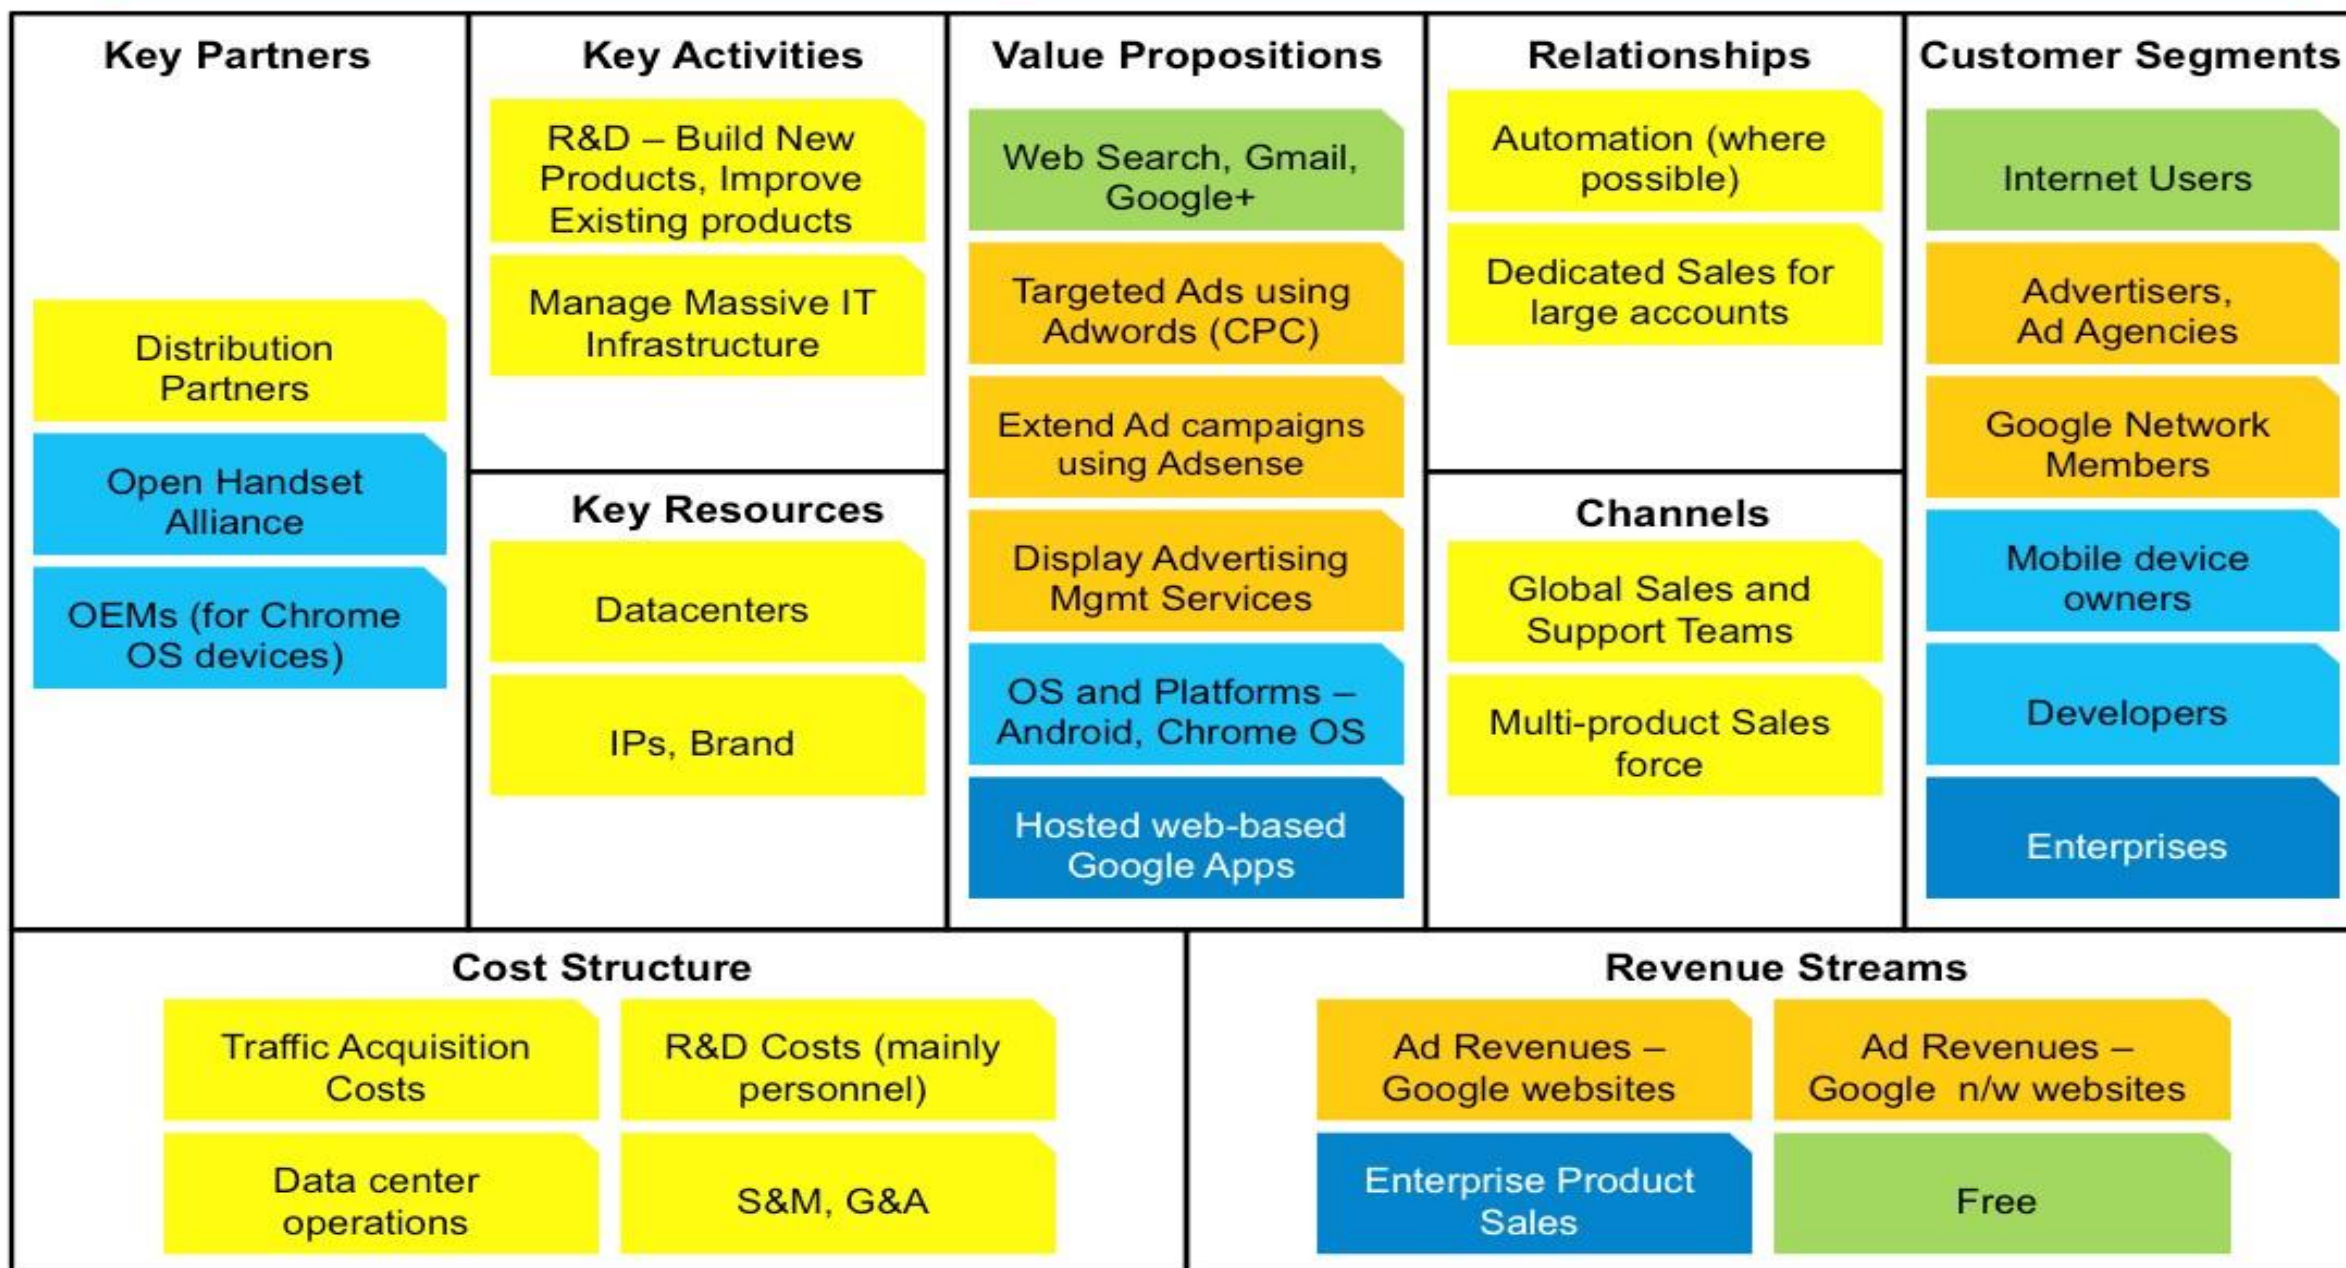 Key Partners
Distribution
Partners
Open Handset
Alliance
OEMs (for Chrome
OS devices)
Key Activities
R&D – Build New
Products, Improve
Existing products
Manage Massive IT
Infrastructure
Key Resources
Datacenters
IPs, Brand
Value Propositions
Web Search, Gmail,
Google+
Targeted Ads using
Adwords (CPC)
Extend Ad campaigns
using Adsense
Display Advertising
Mgmt Services
OS and Platforms –
Android, Chrome OS
Hosted web-based
Google Apps
Relationships
Automation (where
possible)
Dedicated Sales for
large accounts
Channels
Global Sales and
Support Teams
Multi-product Sales
force
Customer Segments
Internet Users
Advertisers,
Ad Agencies
Google Network
Members
Mobile device
owners
Developers
Enterprises
Cost Structure
Traffic Acquisition
Costs
R&D Costs (mainly
personnel)
Data center
operations
S&M, G&A
Revenue Streams
Ad Revenues –
Google websites
Ad Revenues –
Google n/w websites
Enterprise Product
Sales
Free